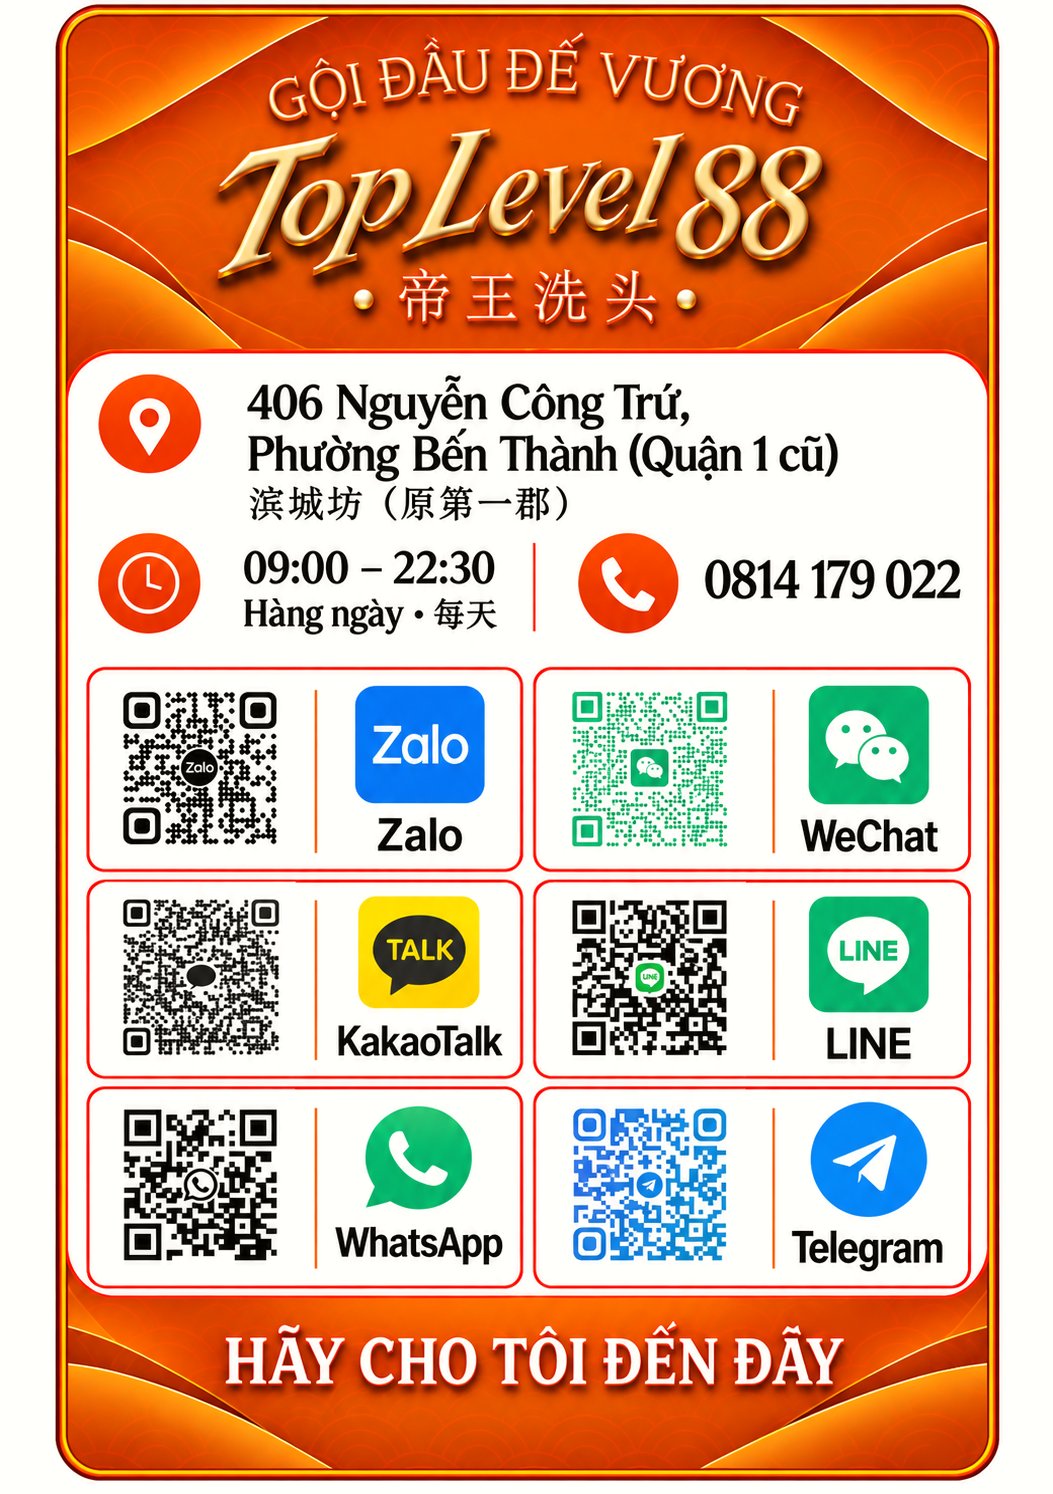 GỘI ĐẦU ĐẾ VƯƠNG
Top Level 88
• 帝王洗头 •
406 Nguyễn Công Trứ,
Phường Bến Thành (Quận 1 cũ)
滨城坊（原第一郡）
09:00 – 22:30
Hàng ngày • 每天
0814 179 022
Zalo
Zalo
Zalo
WeChat
TALK
KakaoTalk
LINE
LINE
LINE
WhatsApp
Telegram
HÃY CHO TÔI ĐẾN ĐÃY